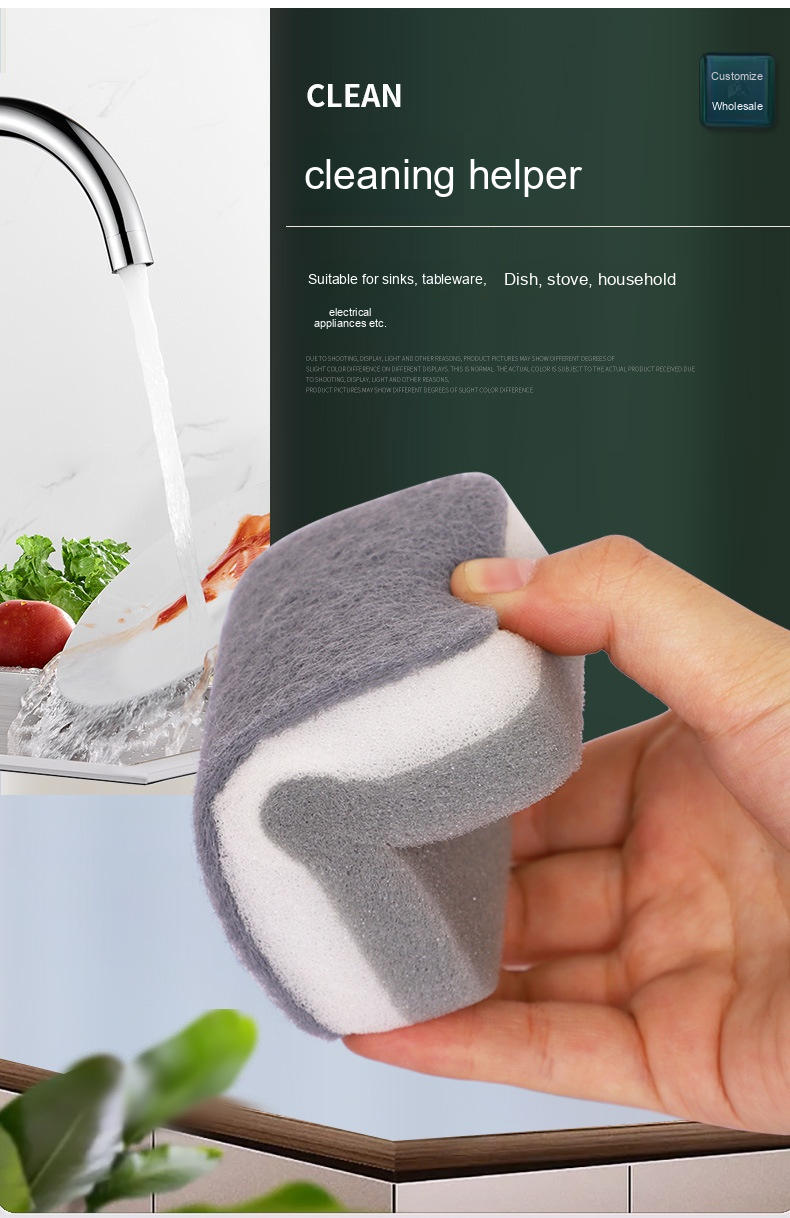 CLEAN
Customize
Wholesale
cleaning helper
Suitable for sinks, tableware, Dish, stove, household
electrical
appliances etc.
DUE TO SHOOTING, DISPLAY, LIGHT AND OTHER REASONS, PRODUCT PICTURES MAY SHOW DIFFERENT DEGREES OF
SLIGHT COLOR DIFFERENCE ON DIFFERENT DISPLAYS. THIS IS NORMAL. THE ACTUAL COLOR IS SUBJECT TO THE ACTUAL PRODUCT RECEIVED.DUE
TO SHOOTING, DISPLAY, LIGHT AND OTHER REASONS,
PRODUCT PICTURES MAY SHOW DIFFERENT DEGREES OF SLIGHT COLOR DIFFERENCE